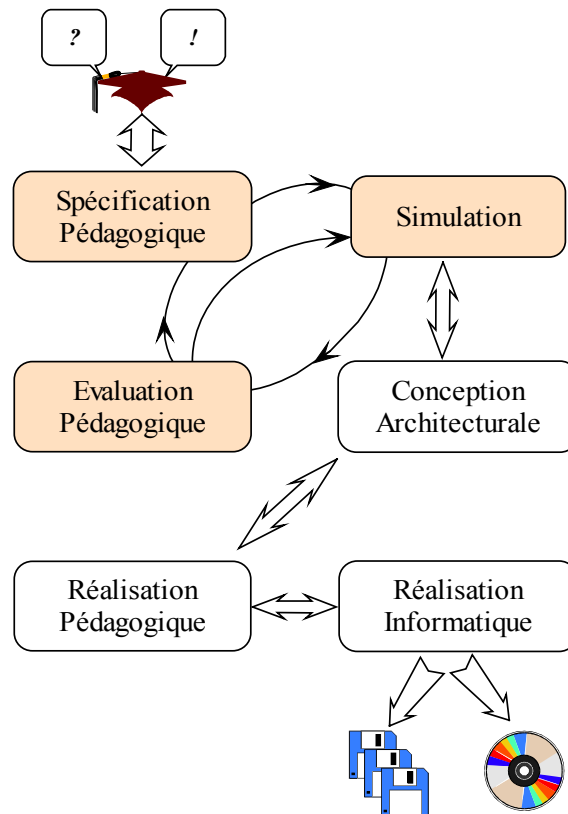 ?
!
Spécification
Pédagogique
Simulation
Evaluation
Pédagogique
Conception
Architecturale
Réalisation
Pédagogique
Réalisation
Informatique